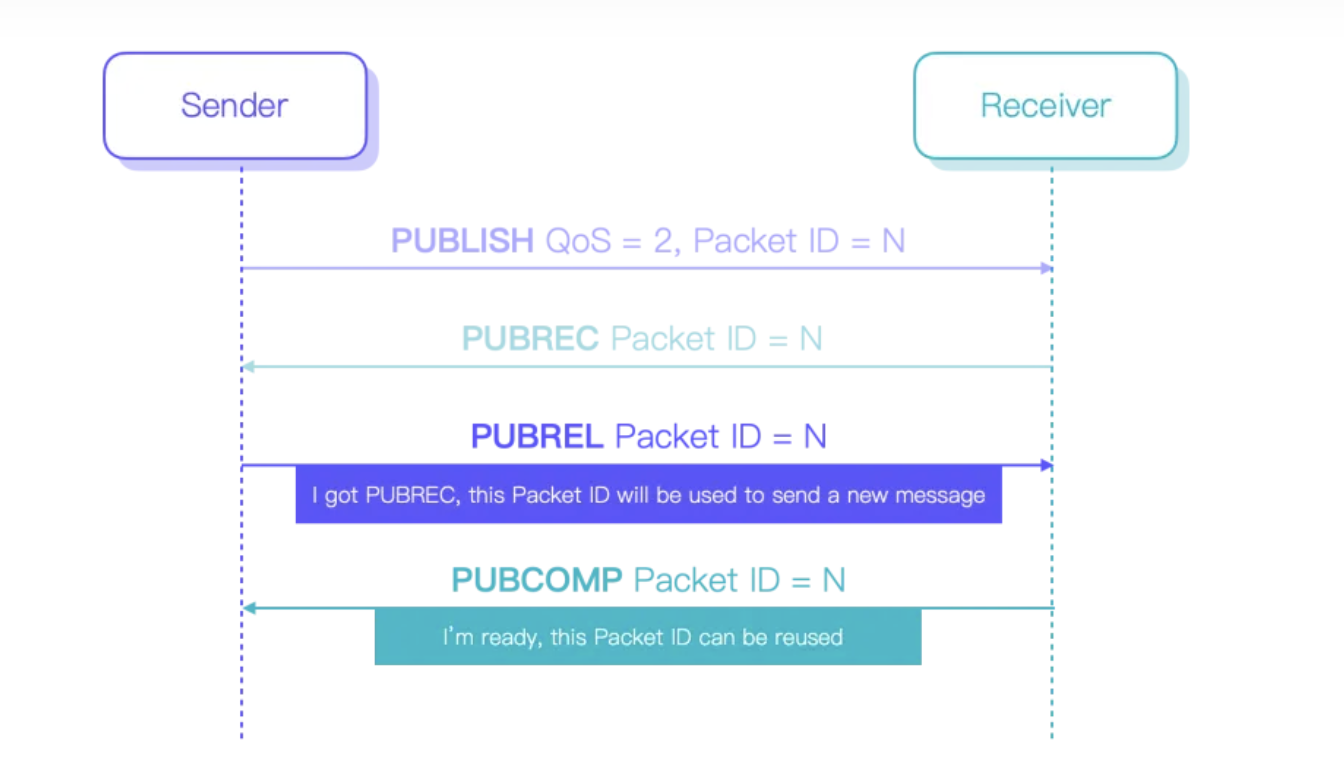 Sender
Receiver
PUBLISH QoS = 2, Packet ID = N
PUBREC Packet ID = N
PUBREL Packet ID = N
I got PUBREC, this Packet ID will be used to send a new message
PUBCOMP Packet ID = N
I'm ready, this Packet ID can be reused